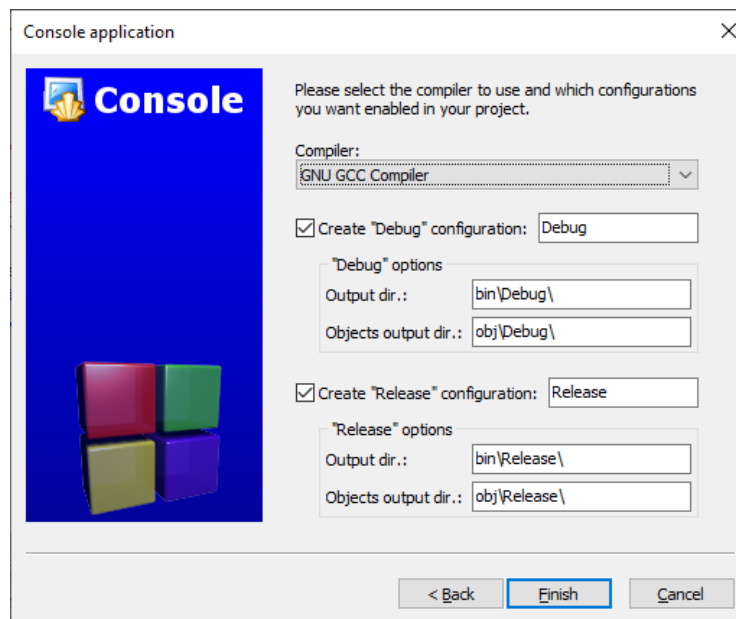 Console application
Console
Please select the compiler to use and which configurations
you want enabled in your project.
Compiler:
GNU GCC Compiler
Create "Debug" configuration: Debug
"Debug" options
Output dir.: bin\Debug\
Objects output dir.: obj\Debug\
Create "Release" configuration: Release
"Release" options
Output dir.: bin\Release\
Objects output dir.: obj\Release\
< Back Finish Cancel